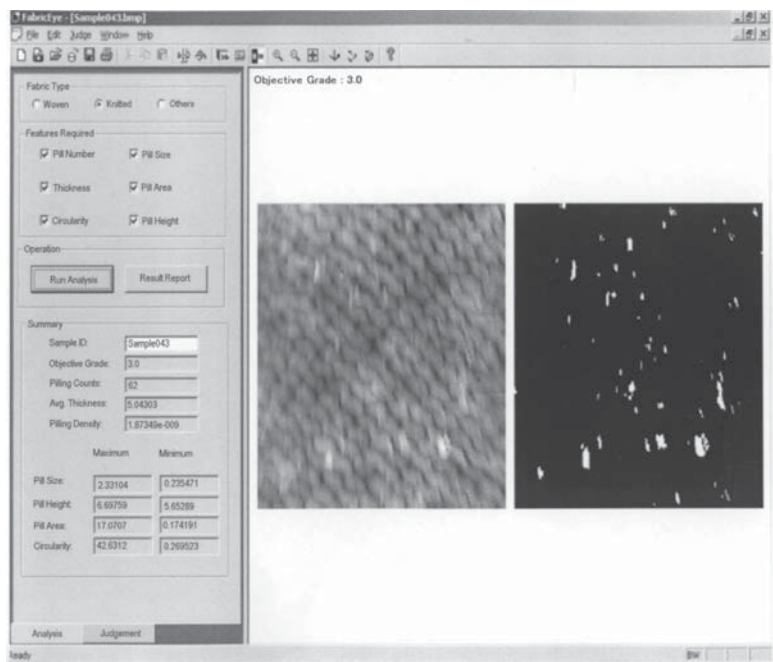 FabricEye - [Sample043.bmp]
File Edit Judge Window Help
Fabric Type
Woven Knitted Others
Features Required
Pill Number Pill Size
Thickness Pill Area
Circularity Pill Height
Operation
Run Analysis Result Report
Summary
Sample ID: Sample043
Objective Grade: 3.0
Pilling Counts: 62
Avg. Thickness: 5.04303
Pilling Density: 1.87349e-009
Maximum Minimum
Pill Size: 2.33104 0.235471
Pill Height: 6.69759 5.65289
Pill Area: 17.0707 0.174191
Circularity: 42.6312 0.269523
Analysis Judgement
Ready BW
Objective Grade : 3.0